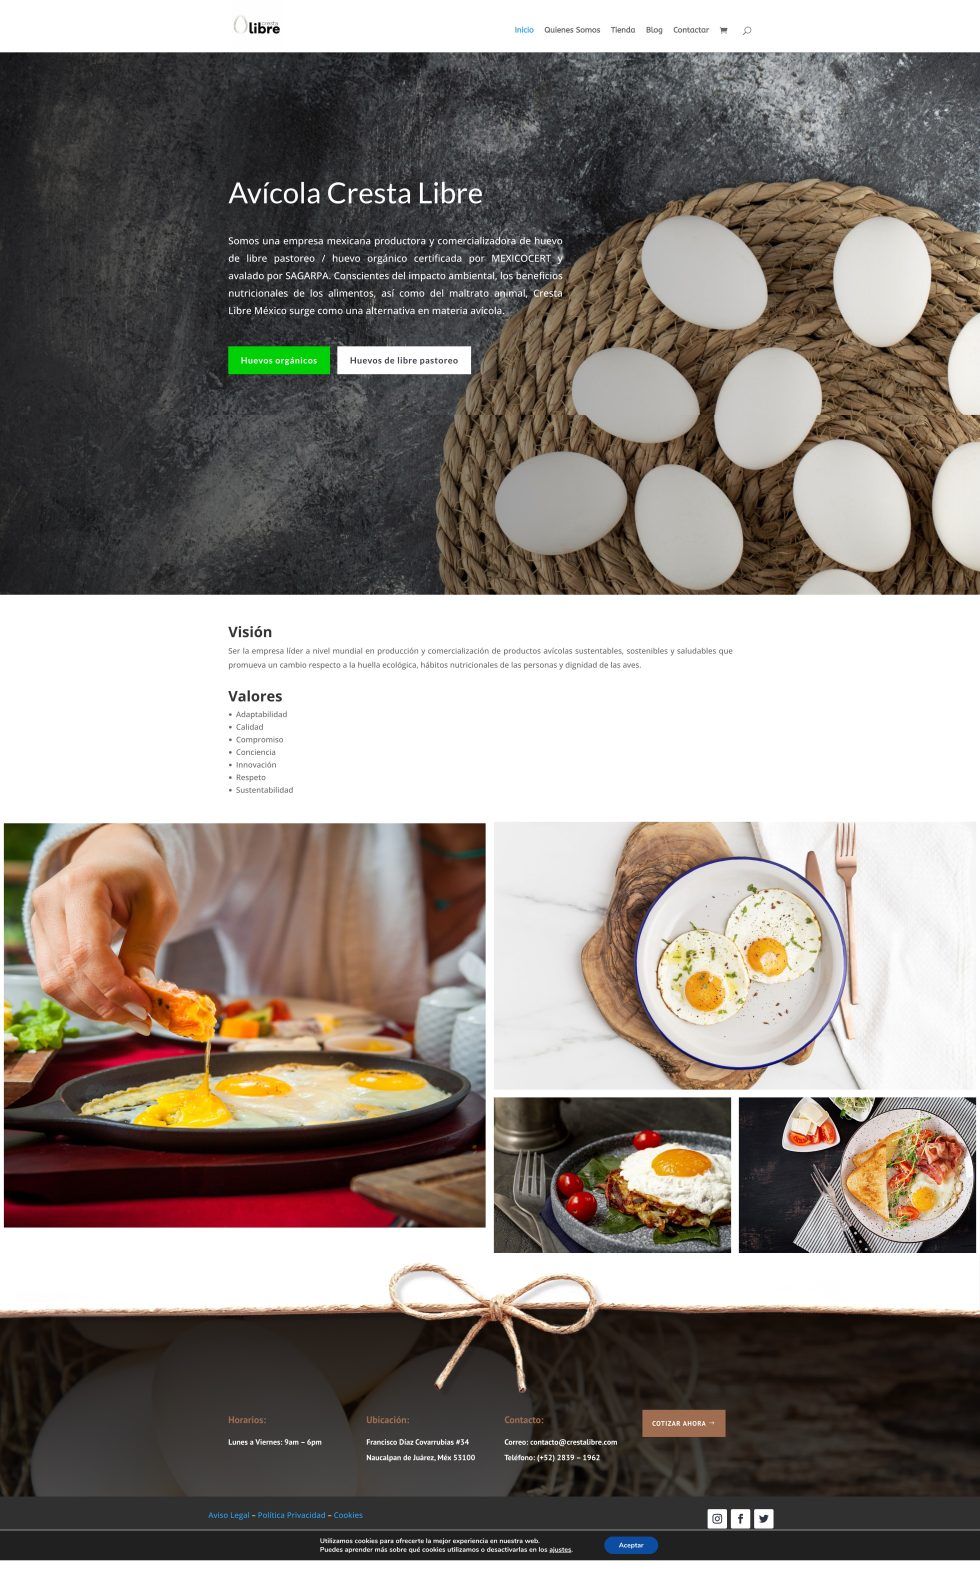 cresta
libre
Inicio Quienes Somos Tienda Blog Contactar
Avícola Cresta Libre
Somos una empresa mexicana productora y comercializadora de huevo
de libre pastoreo / huevo orgánico certificada por MEXICOCERT y
avalado por SAGARPA. Conscientes del impacto ambiental, los beneficios
nutricionales de los alimentos, así como del maltrato animal, Cresta
Libre México surge como una alternativa en materia avícola.
Huevos orgánicos Huevos de libre pastoreo
Visión
Ser la empresa líder a nivel mundial en producción y comercialización de productos avícolas sustentables, sostenibles y saludables que
promueva un cambio respecto a la huella ecológica, hábitos nutricionales de las personas y dignidad de las aves.
Valores
• Adaptabilidad
• Calidad
• Compromiso
• Conciencia
• Innovación
• Respeto
• Sustentabilidad
Horarios:
Lunes a Viernes: 9am – 6pm
Ubicación:
Francisco Díaz Covarrubias #34
Naucalpan de Juárez, Méx 53100
Contacto:
Correo: contacto@crestalibre.com
Teléfono: (+52) 2839 – 1962
COTIZAR AHORA →
Aviso Legal – Política Privacidad – Cookies
Utilizamos cookies para ofrecerte la mejor experiencia en nuestra web.
Puedes aprender más sobre qué cookies utilizamos o desactivarlas en los ajustes.
Aceptar